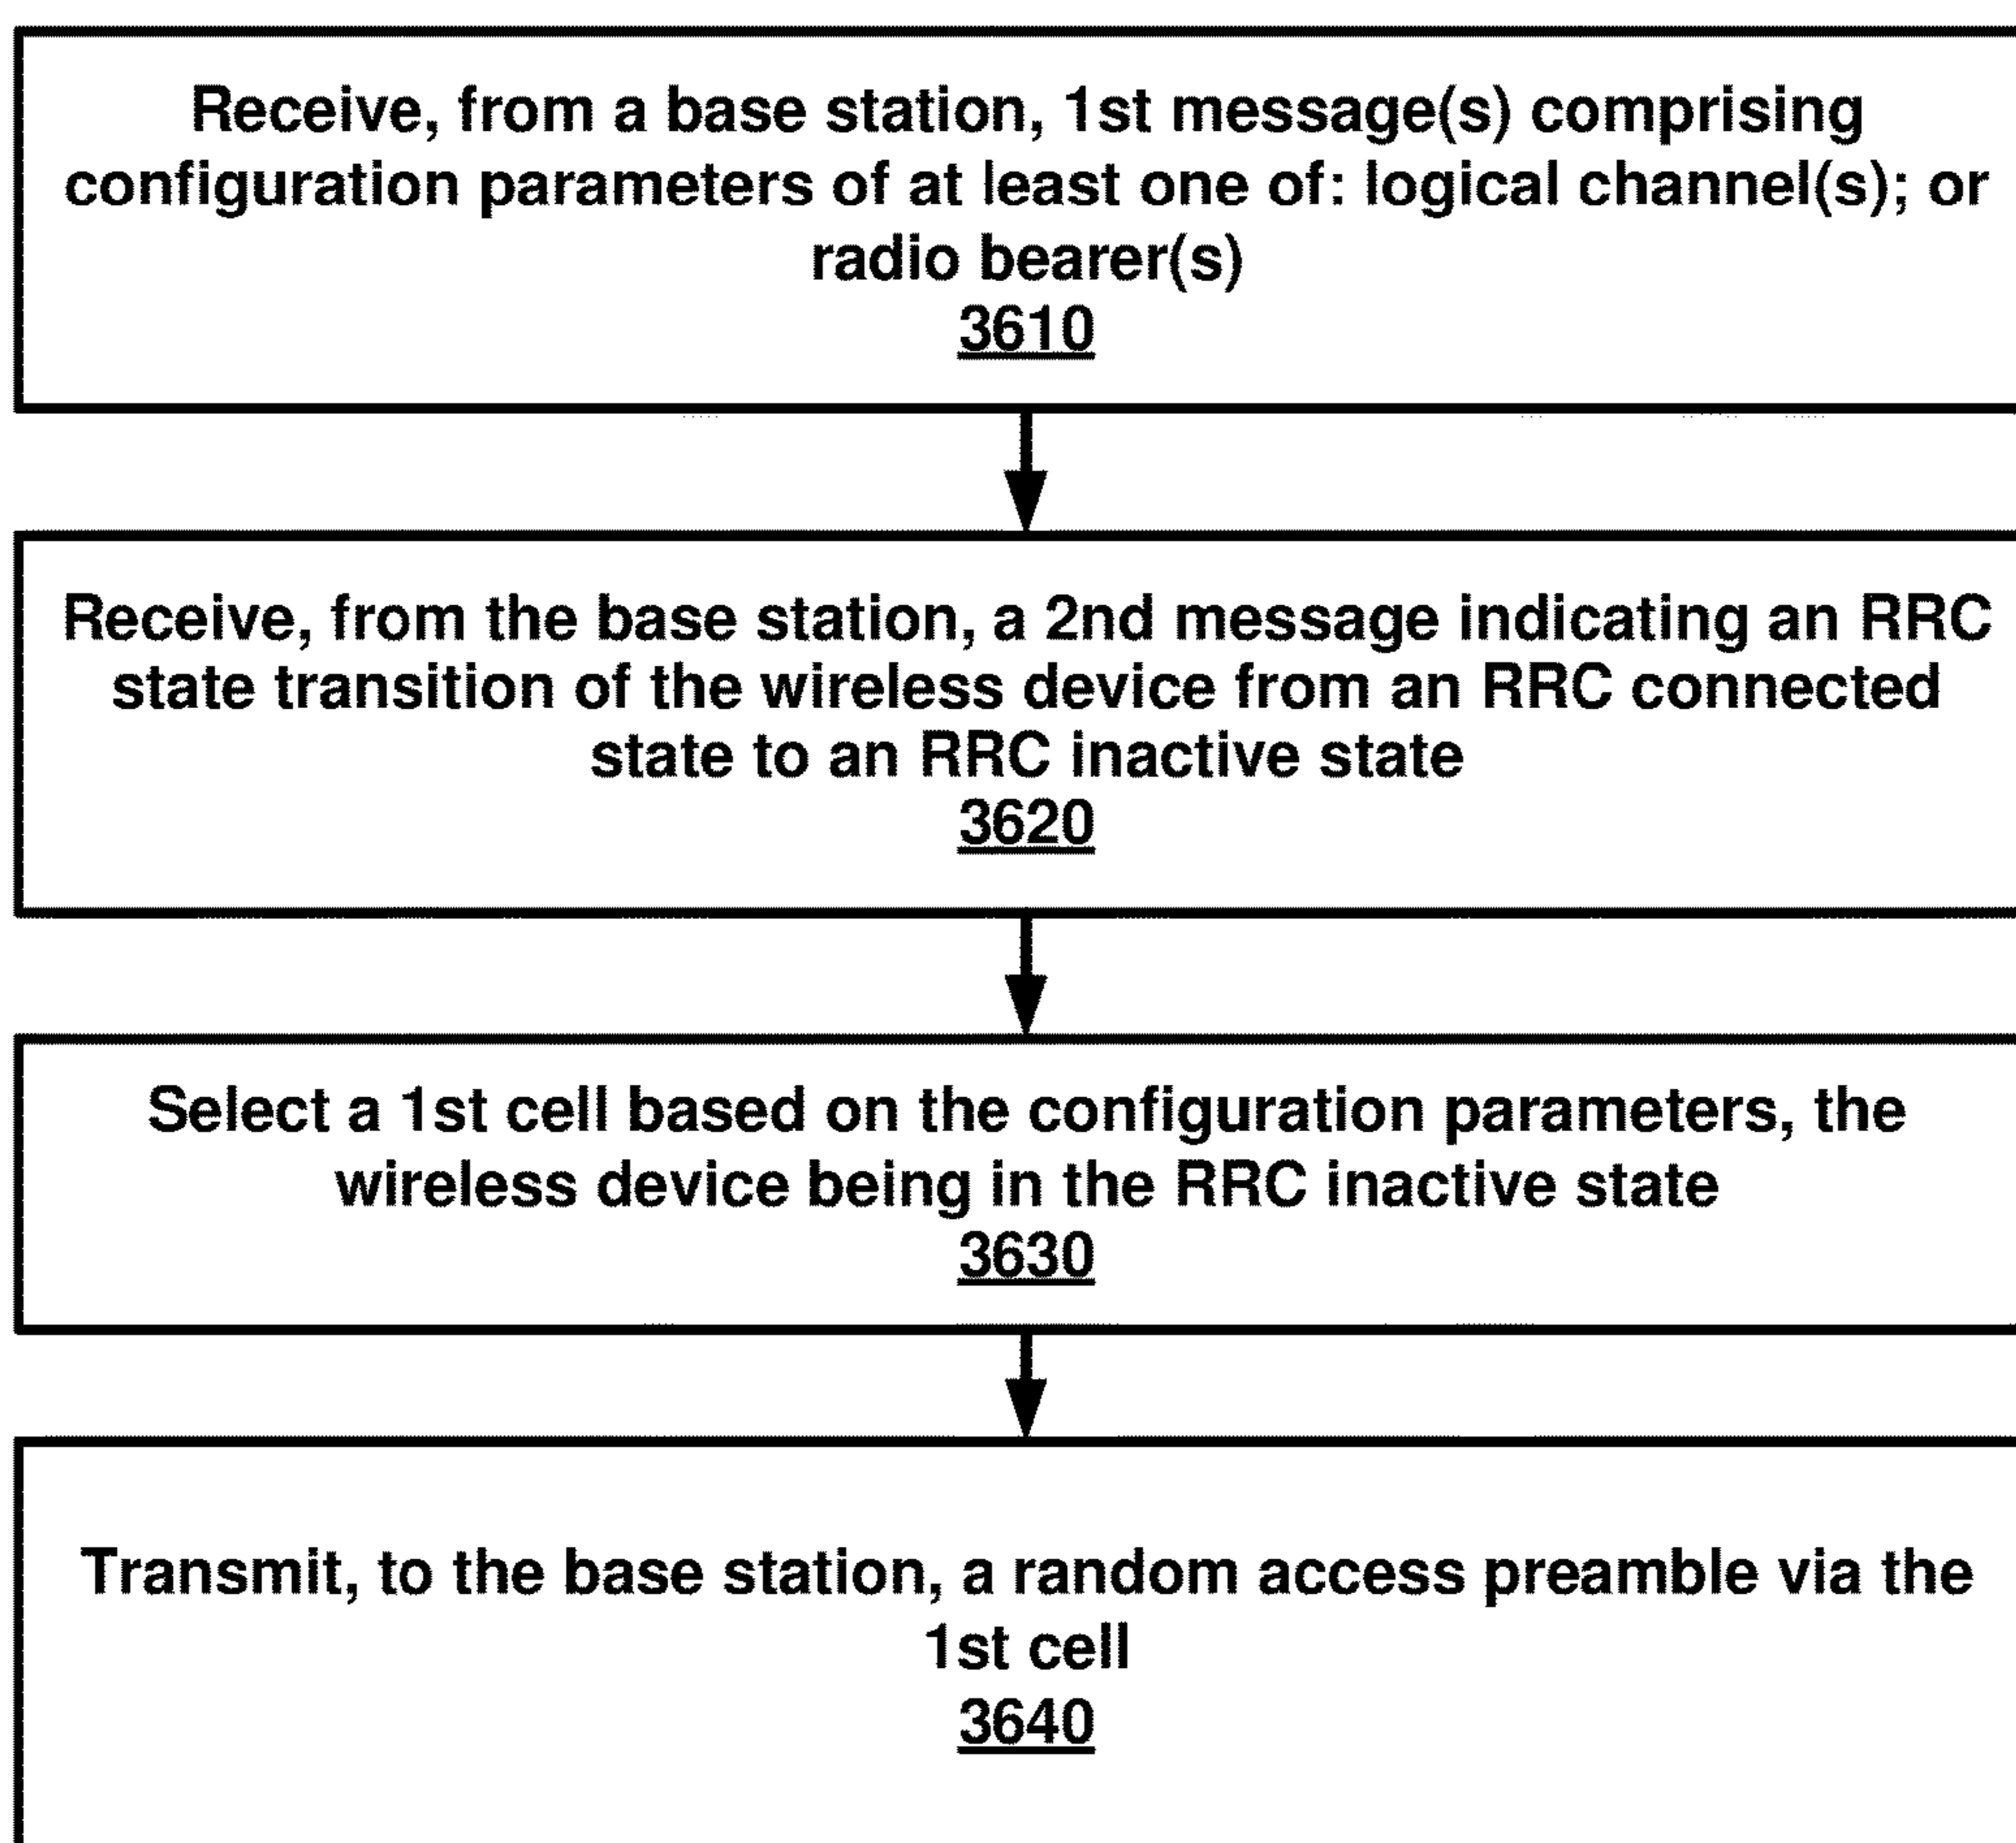 Receive, from a base station, 1st message(s) comprising
configuration parameters of at least one of: logical channel(s); or
radio bearer(s)
3610
Receive, from the base station, a 2nd message indicating an RRC
state transition of the wireless device from an RRC connected
state to an RRC inactive state
3620
Select a 1st cell based on the configuration parameters, the
wireless device being in the RRC inactive state
3630
Transmit, to the base station, a random access preamble via the
1st cell
3640